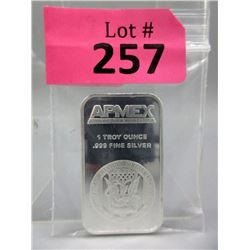 Lot #
257
APMEX
1 TROY OUNCE
.999 FINE SILVER